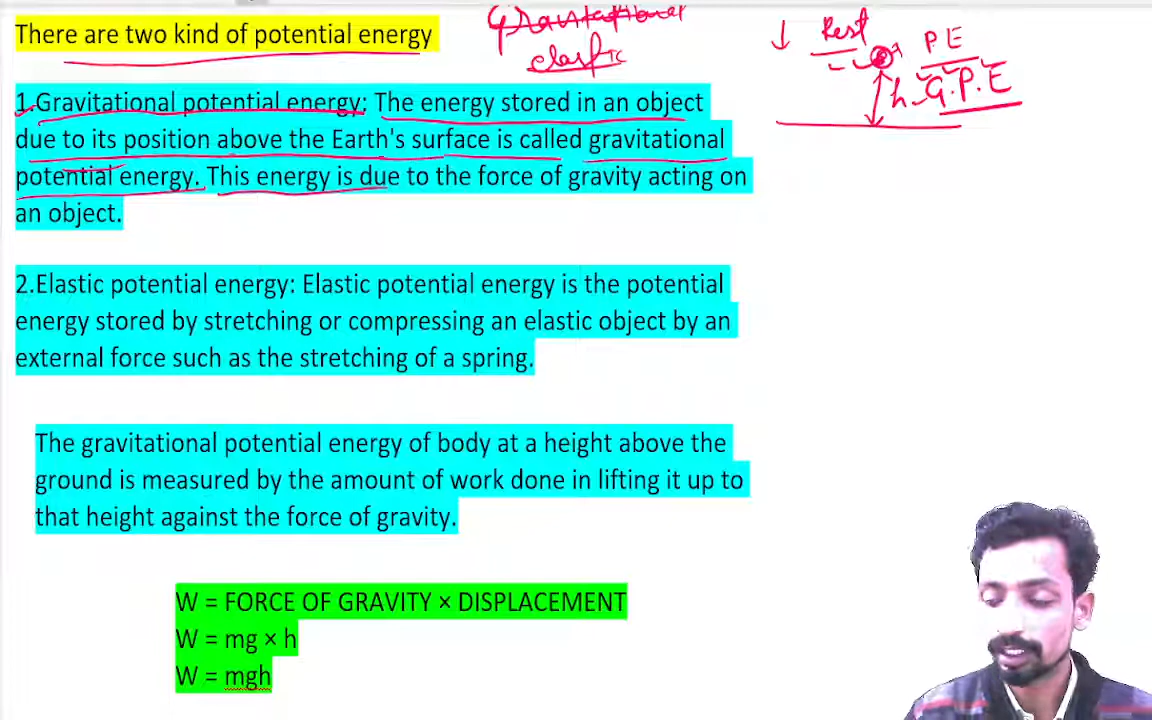 There are two kind of potential energy
Gravitational
Rest
P E
h
G.P.E
1.Gravitational potential energy: The energy stored in an object
due to its position above the Earth's surface is called gravitational
potential energy. This energy is due to the force of gravity acting on
an object.
2.Elastic potential energy: Elastic potential energy is the potential
energy stored by stretching or compressing an elastic object by an
external force such as the stretching of a spring.
The gravitational potential energy of body at a height above the
ground is measured by the amount of work done in lifting it up to
that height against the force of gravity.
W = FORCE OF GRAVITY × DISPLACEMENT
W = mg × h
W = mgh